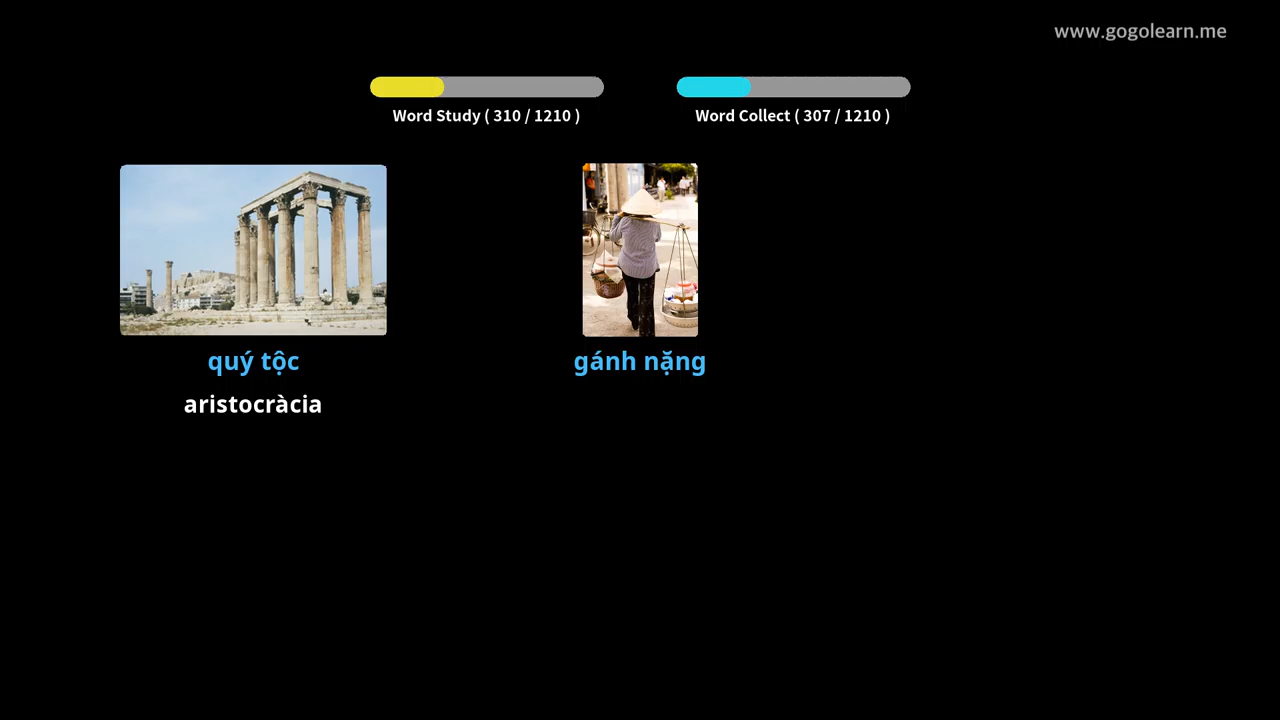 www.gogolearn.me
Word Study ( 310 / 1210 )
Word Collect ( 307 / 1210 )
quý tộc
aristocràcia
gánh nặng